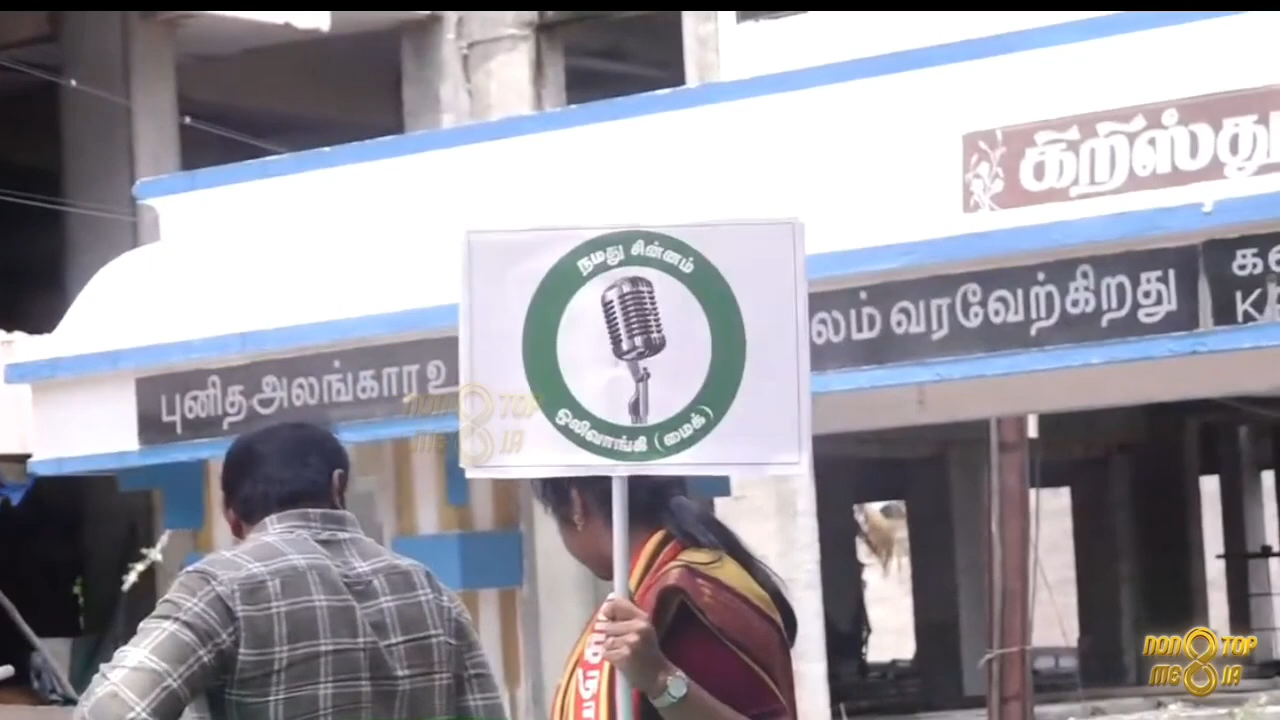 கிறிஸ்து
புனித அலங்கார உ
லம் வரவேற்கிறது
நமது சின்னம்
ஒலிவாங்கி (மைக்)
NON STOP
MEDIA